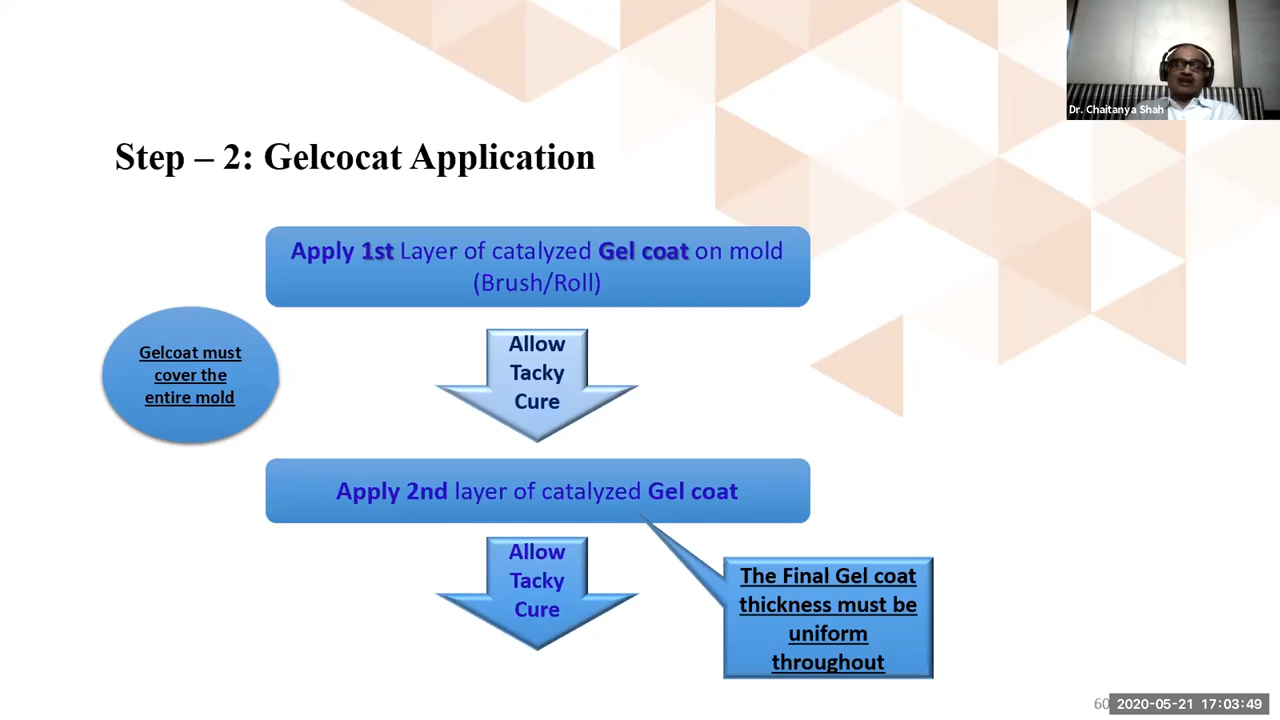 Dr. Chaitanya Shah
Step – 2: Gelcocat Application
Apply 1st Layer of catalyzed Gel coat on mold
(Brush/Roll)
Gelcoat must
cover the
entire mold
Allow
Tacky
Cure
Apply 2nd layer of catalyzed Gel coat
Allow
Tacky
Cure
The Final Gel coat
thickness must be
uniform
throughout
60
2020-05-21 17:03:49